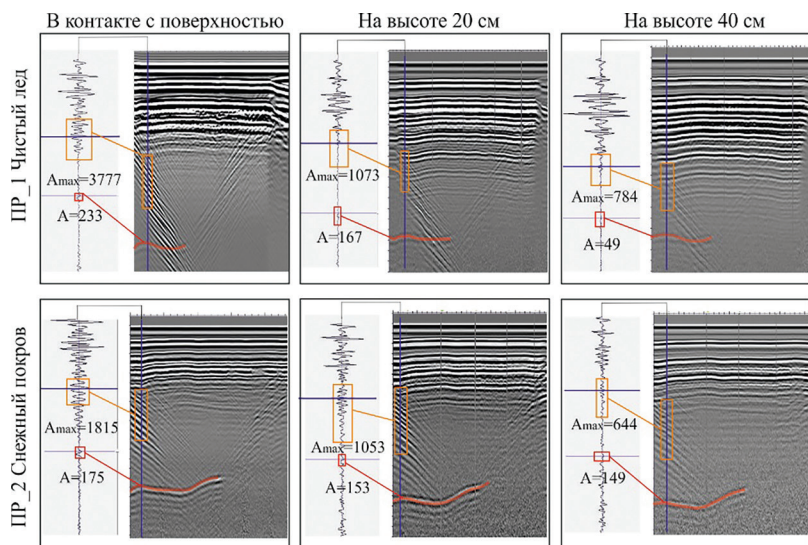 В контакте с поверхностью
На высоте 20 см
На высоте 40 см
ПР_1 Чистый лед
Amax=3777
A=233
Amax=1073
A=167
Amax=784
A=49
ПР_2 Снежный покров
Amax=1815
A=175
Amax=1053
A=153
Amax=644
A=149